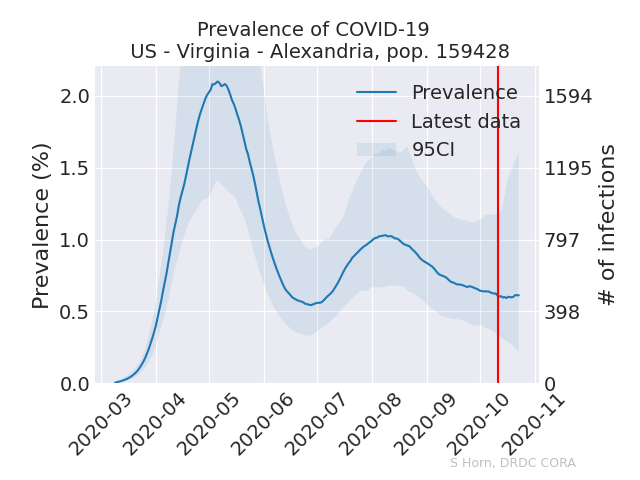 Prevalence of COVID-19
US - Virginia - Alexandria, pop. 159428
Prevalence (%)
# of infections
2.0
1.5
1.0
0.5
0.0
1594
1195
797
398
0
Prevalence
Latest data
95CI
2020-03
2020-04
2020-05
2020-06
2020-07
2020-08
2020-09
2020-10
2020-11
S Horn, DRDC CORA